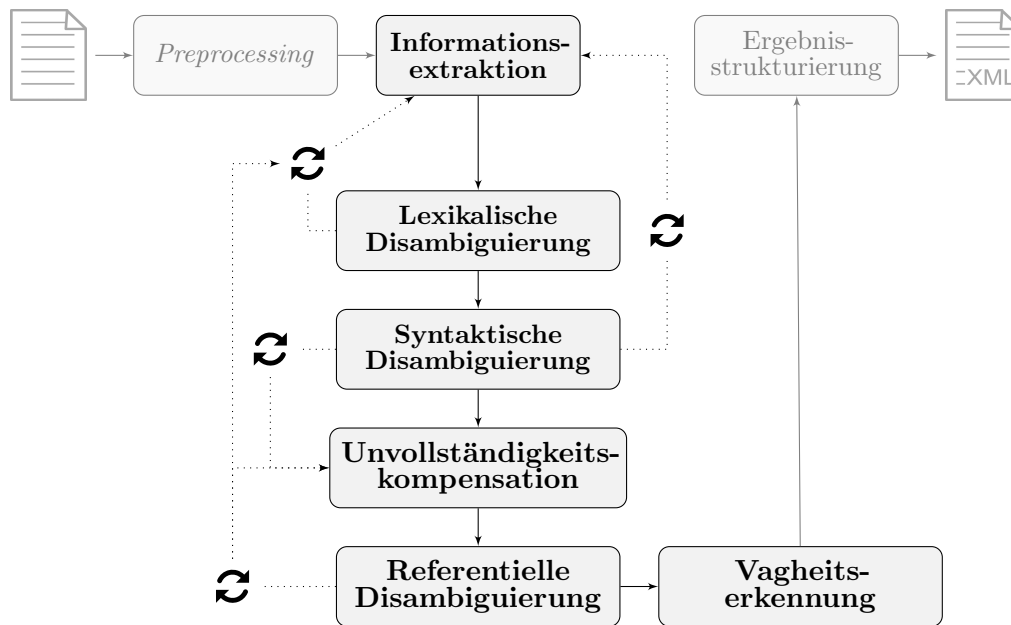 Preprocessing
Informations-
extraktion
Ergebnis-
strukturierung
XML
Lexikalische
Disambiguierung
Syntaktische
Disambiguierung
Unvollständigkeits-
kompensation
Referentielle
Disambiguierung
Vagheits-
erkennung